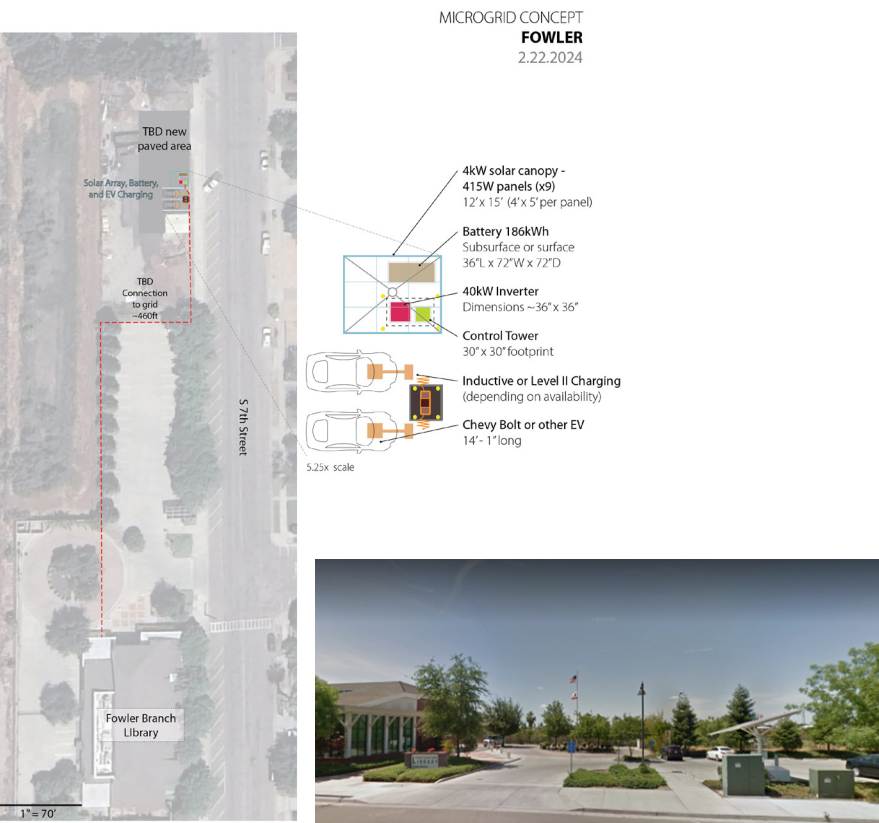 MICROGRID CONCEPT
FOWLER
2.22.2024
TBD new
paved area
Solar Array, Battery,
and EV Charging
TBD
Connection
to grid
~460ft
S 7th Street
Fowler Branch
LIbrary
1" = 70'
4kW solar canopy -
415W panels (x9)
12' x 15' (4' x 5' per panel)
Battery 186kWh
Subsurface or surface
36"L x 72"W x 72"D
40kW Inverter
Dimensions ~36" x 36"
Control Tower
30" x 30" footprint
Inductive or Level II Charging
(depending on availability)
Chevy Bolt or other EV
14' - 1" long
5.25x scale
LIBRARY